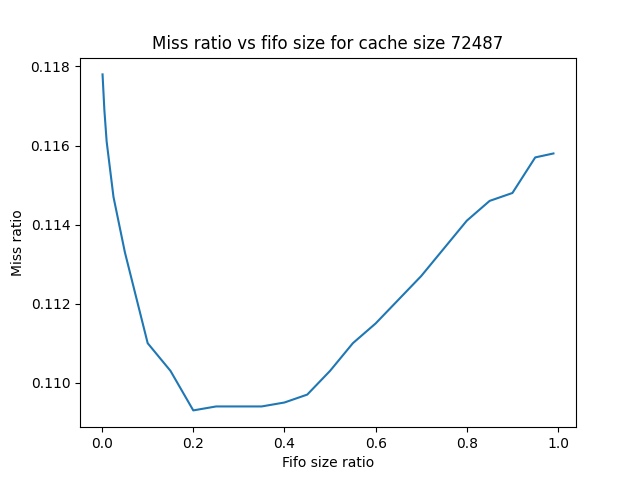 Miss ratio vs fifo size for cache size 72487
0.118
0.116
0.114
0.112
0.110
Miss ratio
0.0 0.2 0.4 0.6 0.8 1.0
Fifo size ratio